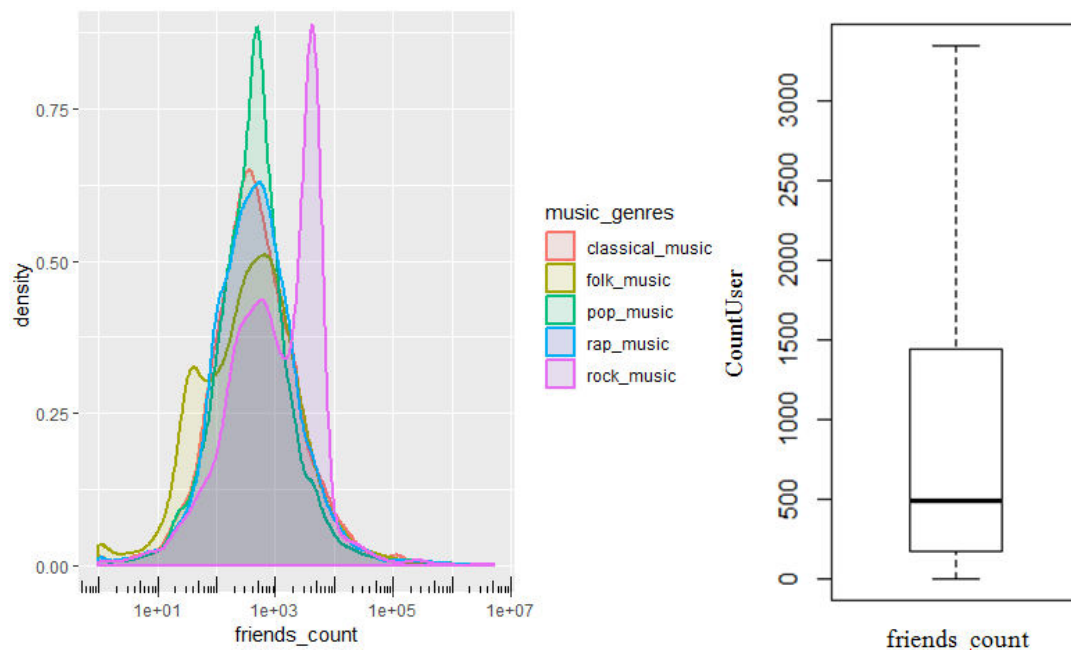 0.75
0.50
0.25
0.00
density
1e+01 1e+03 1e+05 1e+07
friends_count
music_genres
classical_music
folk_music
pop_music
rap_music
rock_music
CountUser
3000
2500
2000
1500
1000
500
0
friends_count